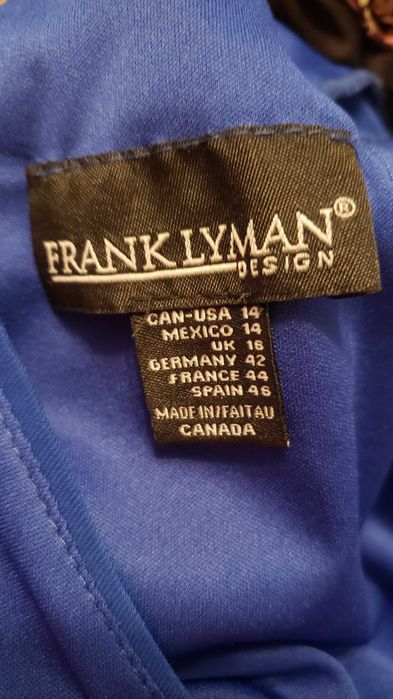 FRANK LYMAN®
DESIGN
CAN-USA 14
MEXICO 14
UK 16
GERMANY 42
FRANCE 44
SPAIN 46
MADE IN/FAIT AU
CANADA